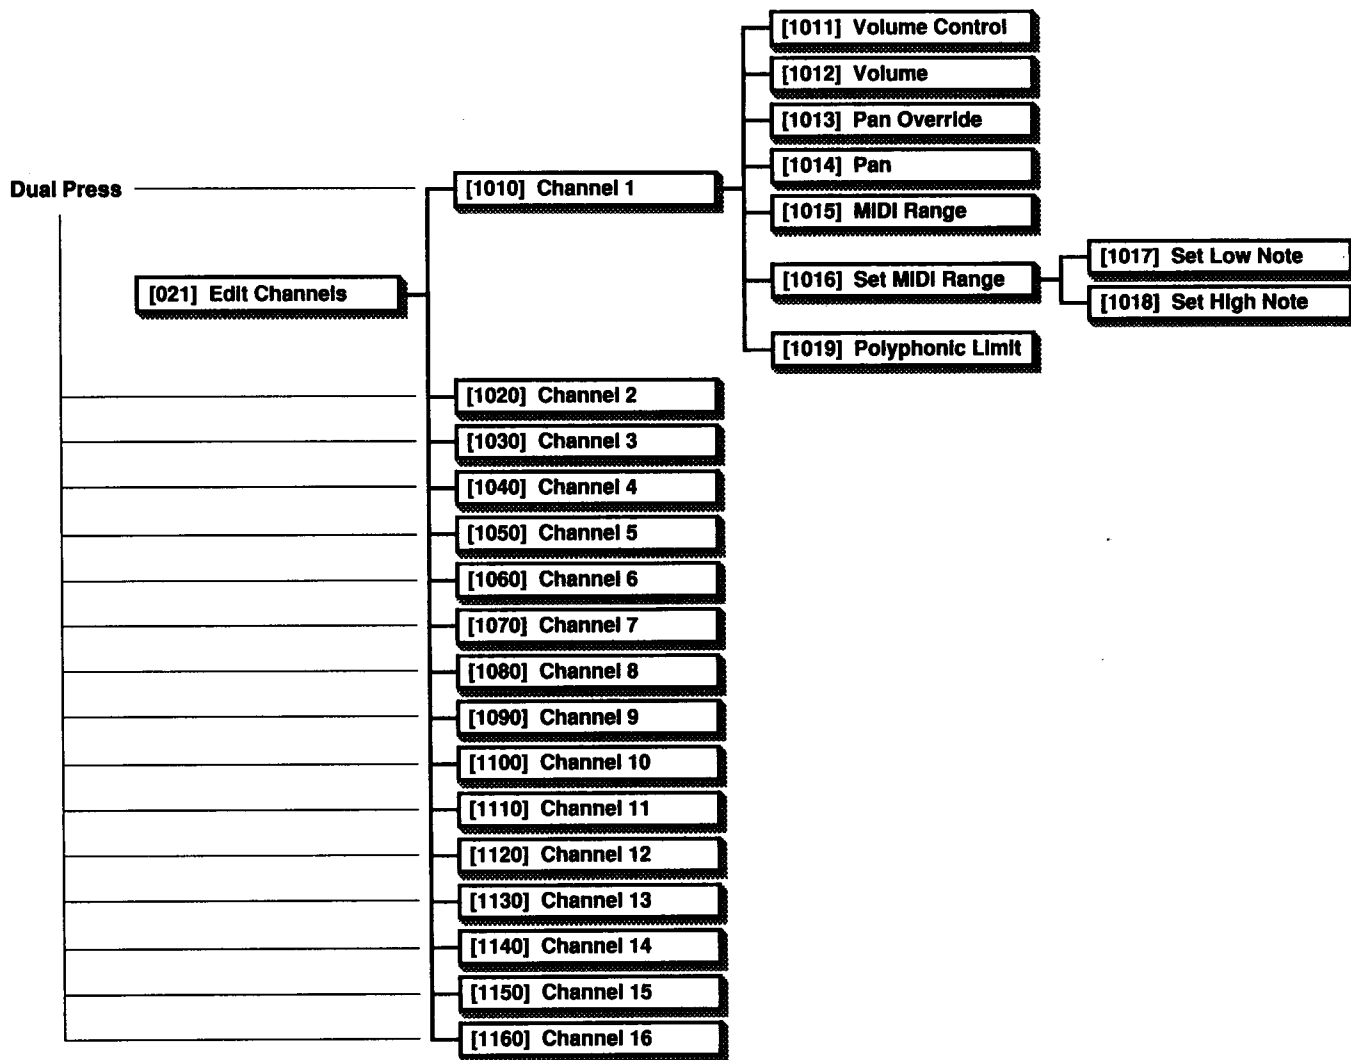 [1011] Volume Control
[1012] Volume
[1013] Pan Override
[1014] Pan
Dual Press
[1010] Channel 1
[1015] MIDI Range
[1017] Set Low Note
[1016] Set MIDI Range
[021] Edit Channels
[1018] Set High Note
[1019] Polyphonic Limit
[1020] Channel 2
[1030] Channel 3
[1040] Channel 4
[1050] Channel 5
[1060] Channel 6
[1070] Channel 7
[1080] Channel 8
[1090] Channel 9
[1100] Channel 10
[1110] Channel 11
[1120] Channel 12
[1130] Channel 13
[1140] Channel 14
[1150] Channel 15
[1160] Channel 16